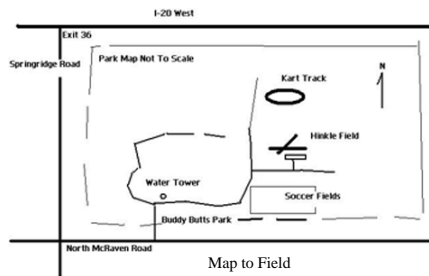 I-20 West
Exit 36
Springridge Road
Park Map Not To Scale
N
Kart Track
Hinkle Field
Water Tower
Soccer Fields
Buddy Butts Park
North McRaven Road
Map to Field